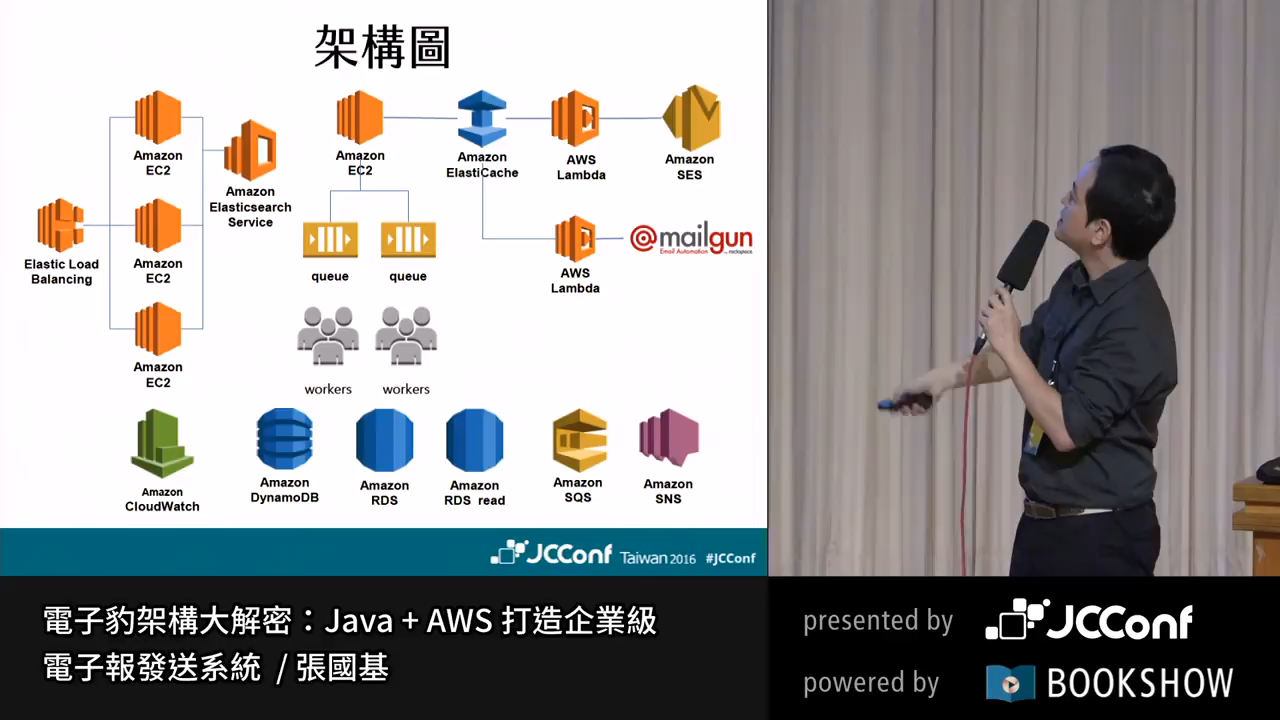 架構圖
Amazon
EC2
Amazon
EC2
Amazon
ElastiCache
AWS
Lambda
Amazon
SES
Amazon
Elasticsearch
Service
Elastic Load
Balancing
Amazon
EC2
queue
queue
AWS
Lambda
@mailgun
Email Automation by rackspace
Amazon
EC2
workers
workers
Amazon
CloudWatch
Amazon
DynamoDB
Amazon
RDS
Amazon
RDS read
Amazon
SQS
Amazon
SNS
JCConf Taiwan 2016 #JCConf
電子豹架構大解密：Java + AWS 打造企業級
電子報發送系統 / 張國基
presented by JCConf
powered by BOOKSHOW